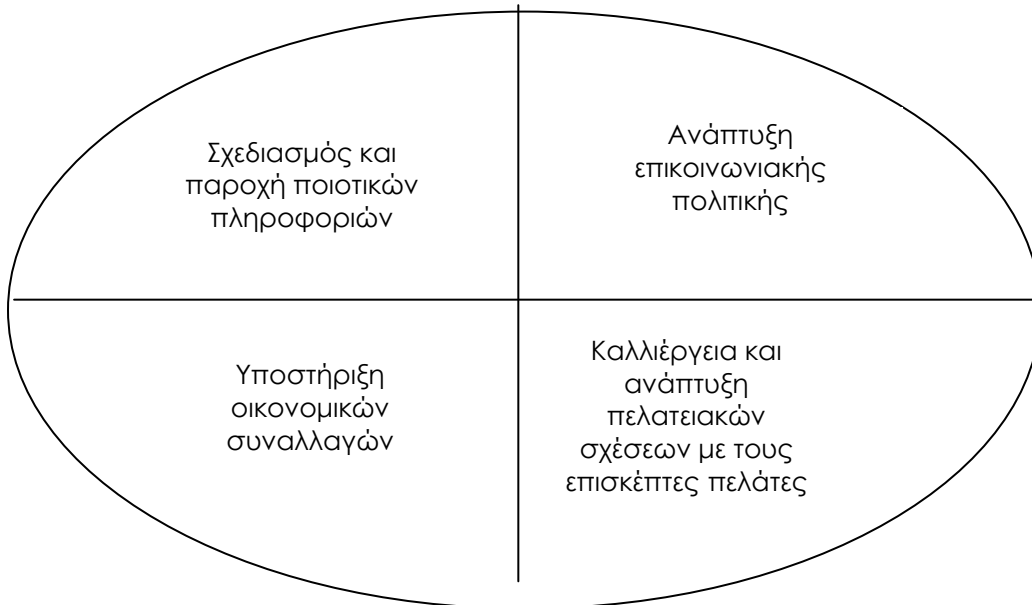 Σχεδιασμός και
παροχή ποιοτικών
πληροφοριών
Ανάπτυξη
επικοινωνιακής
πολιτικής
Υποστήριξη
οικονομικών
συναλλαγών
Καλλιέργεια και
ανάπτυξη
πελατειακών
σχέσεων με τους
επισκέπτες πελάτες